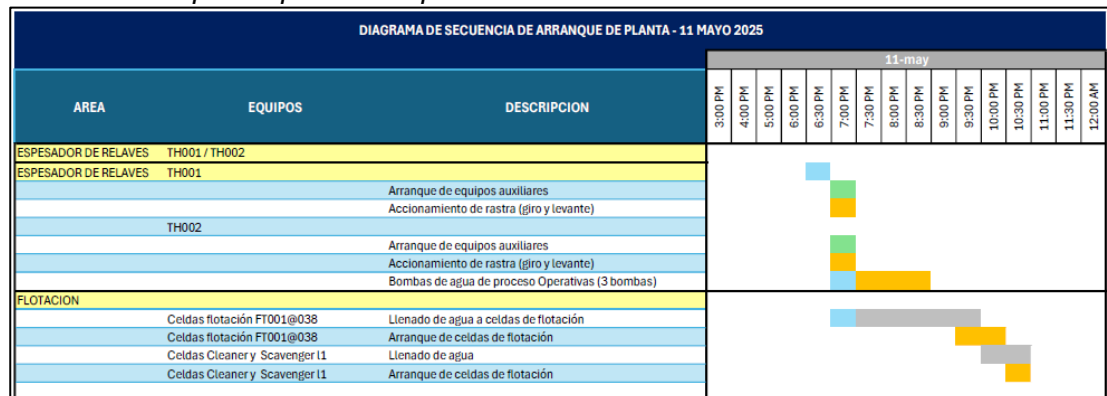 DIAGRAMA DE SECUENCIA DE ARRANQUE DE PLANTA - 11 MAYO 2025
11-may
AREA EQUIPOS DESCRIPCION 3:00 PM 4:00 PM 5:00 PM 6:00 PM 6:30 PM 7:00 PM 7:30 PM 8:00 PM 8:30 PM 9:00 PM 9:30 PM 10:00 PM 10:30 PM 11:00 PM 11:30 PM 12:00 AM
ESPESADOR DE RELAVES TH001 / TH002
ESPESADOR DE RELAVES TH001
Arranque de equipos auxiliares
Accionamiento de rastra (giro y levante)
TH002
Arranque de equipos auxiliares
Accionamiento de rastra (giro y levante)
Bombas de agua de proceso Operativas (3 bombas)
FLOTACION
Celdas flotación FT001@038 Llenado de agua a celdas de flotación
Celdas flotación FT001@038 Arranque de celdas de flotación
Celdas Cleaner y Scavenger l1 Llenado de agua
Celdas Cleaner y Scavenger l1 Arranque de celdas de flotación